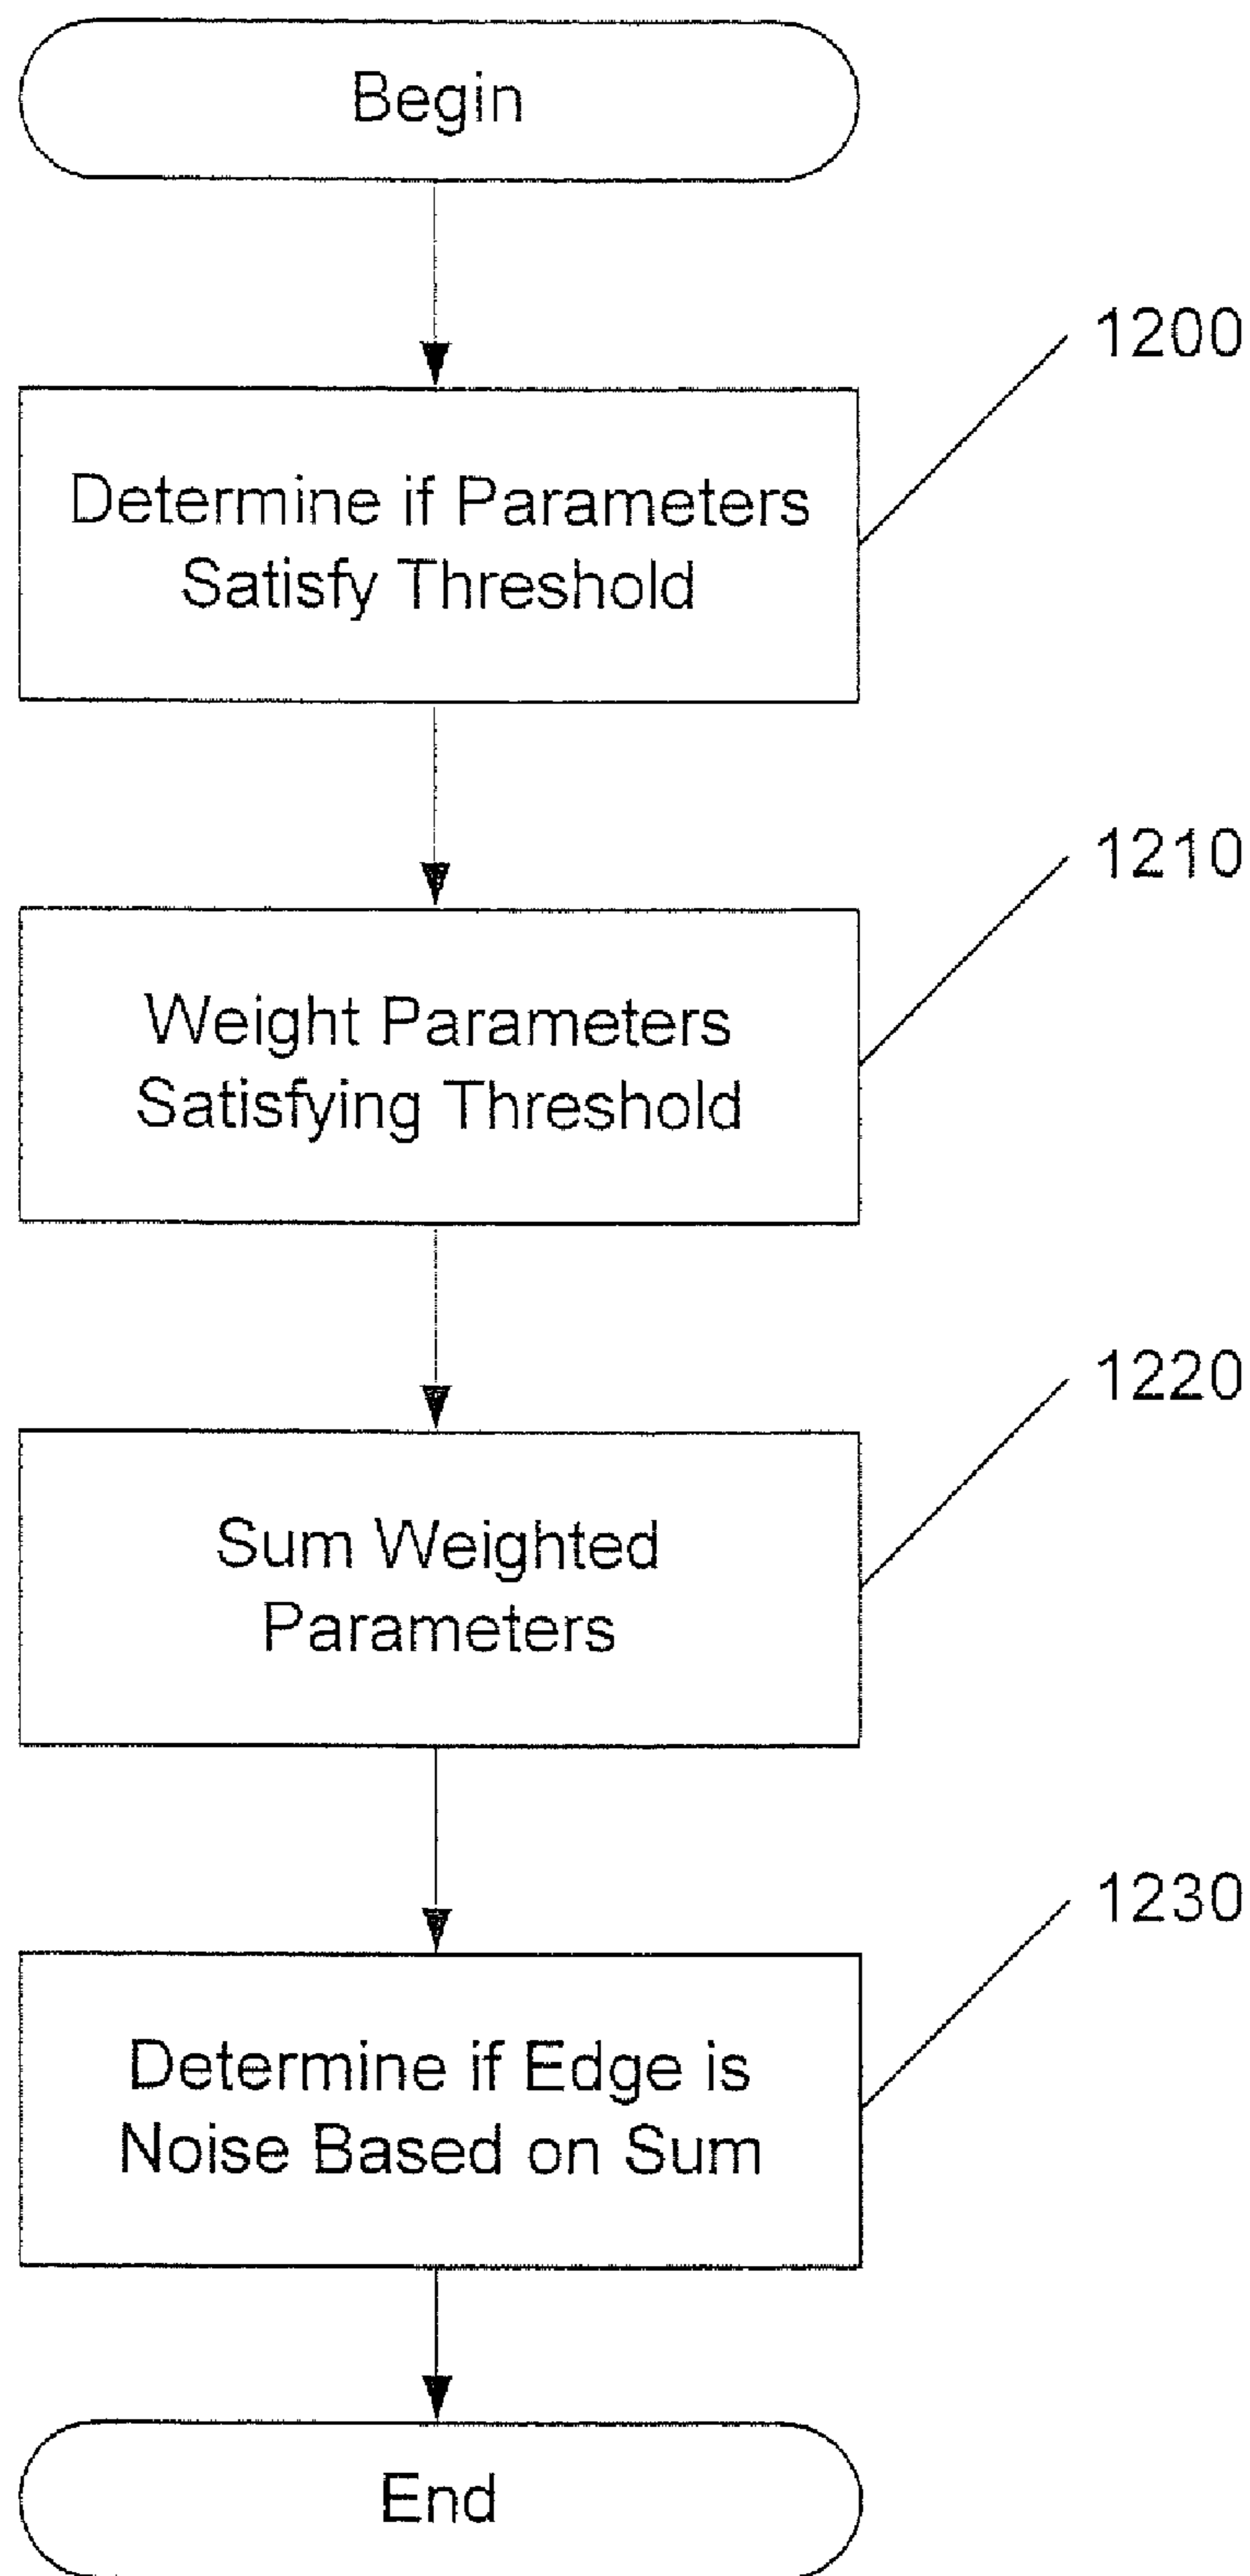 Begin
1200
Determine if Parameters
Satisfy Threshold
1210
Weight Parameters
Satisfying Threshold
1220
Sum Weighted
Parameters
1230
Determine if Edge is
Noise Based on Sum
End